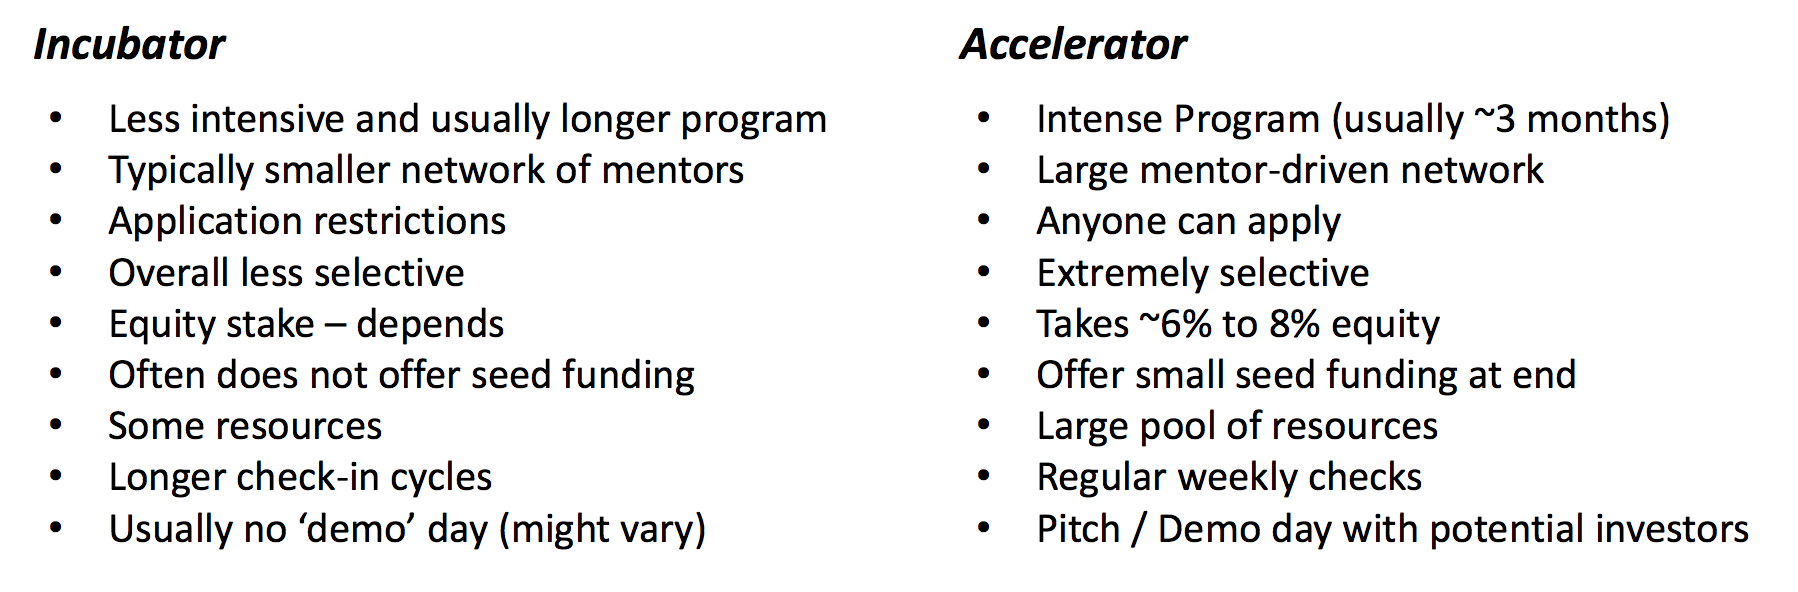 Incubator
• Less intensive and usually longer program
• Typically smaller network of mentors
• Application restrictions
• Overall less selective
• Equity stake – depends
• Often does not offer seed funding
• Some resources
• Longer check-in cycles
• Usually no ‘demo’ day (might vary)
Accelerator
• Intense Program (usually ~3 months)
• Large mentor-driven network
• Anyone can apply
• Extremely selective
• Takes ~6% to 8% equity
• Offer small seed funding at end
• Large pool of resources
• Regular weekly checks
• Pitch / Demo day with potential investors